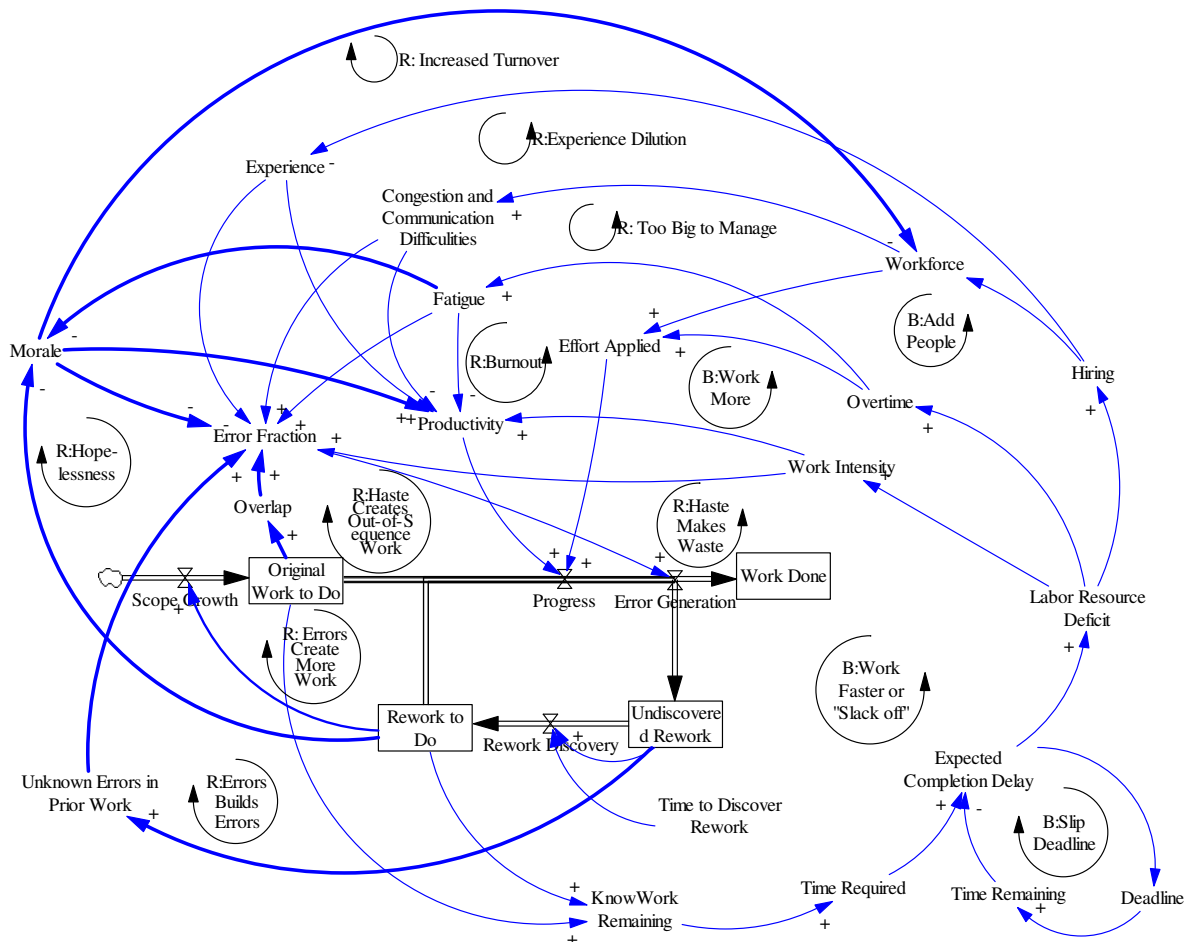 R: Increased Turnover
R:Experience Dilution
Experience
-
Congestion and
Communication
Difficulities
+
R: Too Big to Manage
-
Workforce
Fatigue
+
+
B:Add
People
-
Morale
R:Burnout
Effort Applied
+
B:Work
More
Hiring
+
-
-
-
Overtime
+
-
+
+
-
++
Productivity
+
Error Fraction
+
R:Hope-
lessness
Work Intensity
+
+
+
Overlap
+
R:Haste
Creates
Out-of-S
equence
Work
R:Haste
Makes
Waste
+
+
+
Original
Work to Do
Work Done
Scope Growth
+
Progress
Error Generation
Labor Resource
Deficit
+
R: Errors
Create
More
Work
B:Work
Faster or
"Slack off"
Rework to
Do
Rework Discovery
+
Undiscovere
d Rework
Expected
Completion Delay
+
-
Unknown Errors in
Prior Work
+
R:Errors
Builds
Errors
Time to Discover
Rework
B:Slip
Deadline
+
KnowWork
Remaining
+
Time Required
+
Time Remaining
+
Deadline